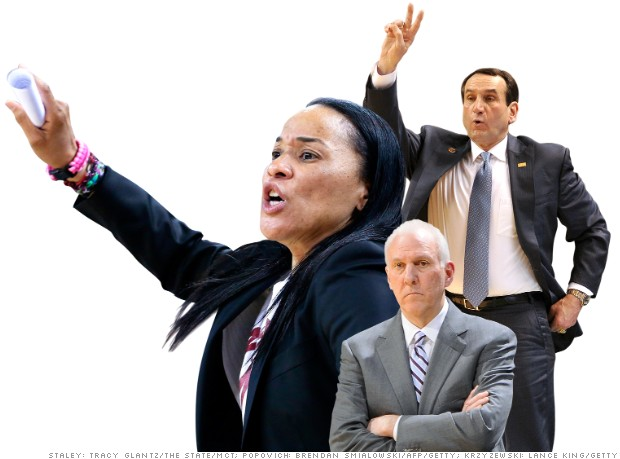 STALEY: TRACY GLANTZ/THE STATE/MCT; POPOVICH: BRENDAN SMIALOWSKI/AFP/GETTY; KRZYZEWSKI: LANCE KING/GETTY